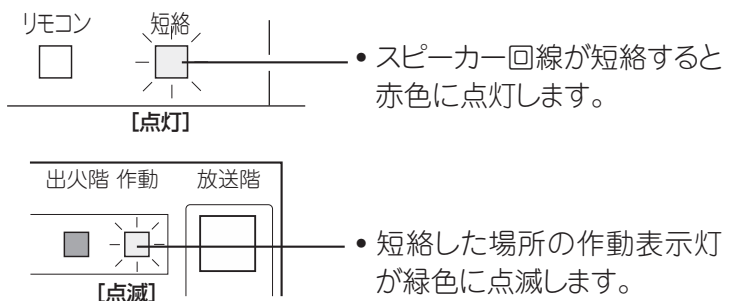 リモコン 短絡
• スピーカー回線が短絡すると
赤色に点灯します。
[点灯]
出火階 作動 放送階
• 短絡した場所の作動表示灯
が緑色に点滅します。
[点滅]